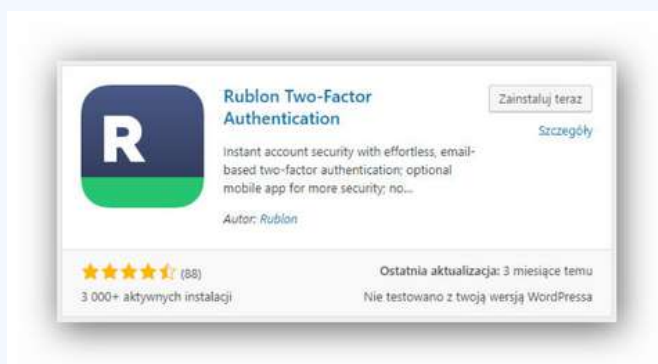 R
Rublon Two-Factor
Authentication
Zainstaluj teraz
Szczegóły
Instant account security with effortless, email-
based two-factor authentication; optional
mobile app for more security; no...
Autor: Rublon
(88)
3 000+ aktywnych instalacji
Ostatnia aktualizacja: 3 miesiące temu
Nie testowano z twoją wersją WordPressa